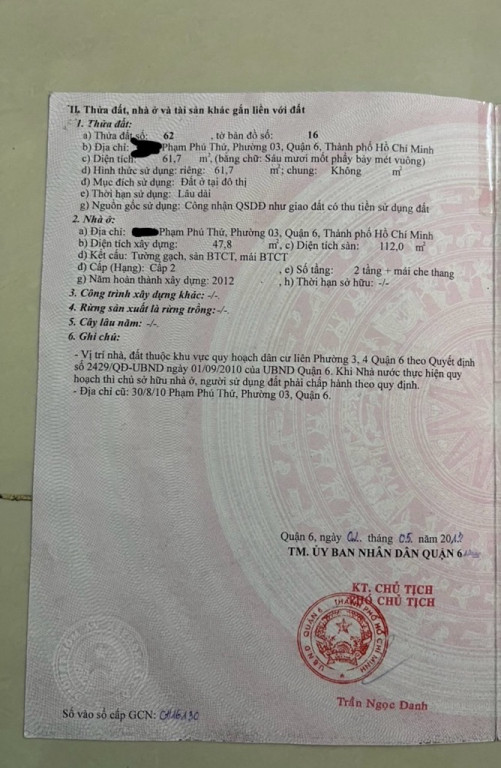 II. Thửa đất, nhà ở và tài sản khác gắn liền với đất
1. Thửa đất:
a) Thửa đất số: 62 , tờ bản đồ số: 16
b) Địa chỉ: Phạm Phú Thứ, Phường 03, Quận 6, Thành phố Hồ Chí Minh
c) Diện tích: 61,7 m², (bằng chữ: Sáu mươi mốt phẩy bảy mét vuông)
d) Hình thức sử dụng: riêng: 61,7 m²; chung: Không m²
đ) Mục đích sử dụng: Đất ở tại đô thị
e) Thời hạn sử dụng: Lâu dài
g) Nguồn gốc sử dụng: Công nhận QSDĐ như giao đất có thu tiền sử dụng đất
2. Nhà ở:
a) Địa chỉ: Phạm Phú Thứ, Phường 03, Quận 6, Thành phố Hồ Chí Minh
b) Diện tích xây dựng: 47,8 m², c) Diện tích sàn: 112,0 m²
d) Kết cấu: Tường gạch, sàn BTCT, mái BTCT
đ) Cấp (Hạng): Cấp 2 , e) Số tầng: 2 tầng + mái che thang
g) Năm hoàn thành xây dựng: 2012 , h) Thời hạn sở hữu: -/-
3. Công trình xây dựng khác: -/-
4. Rừng sản xuất là rừng trồng:-/-
5. Cây lâu năm: -/-
6. Ghi chú:
- Vị trí nhà, đất thuộc khu vực quy hoạch dân cư liên Phường 3, 4 Quận 6 theo Quyết định
số 2429/QĐ-UBND ngày 01/09/2010 của UBND Quận 6. Khi Nhà nước thực hiện quy
hoạch thì chủ sở hữu nhà ở, người sử dụng đất phải chấp hành theo quy định.
- Địa chỉ cũ: 30/8/10 Phạm Phú Thứ, Phường 03, Quận 6.
Quận 6, ngày tháng 05 năm 201
TM. ỦY BAN NHÂN DÂN QUẬN 6
KT. CHỦ TỊCH
PHÓ CHỦ TỊCH
U.B.N.D QUẬN 6 THÀNH PHỐ HỒ CHÍ MINH
Trần Ngọc Danh
Số vào sổ cấp GCN: